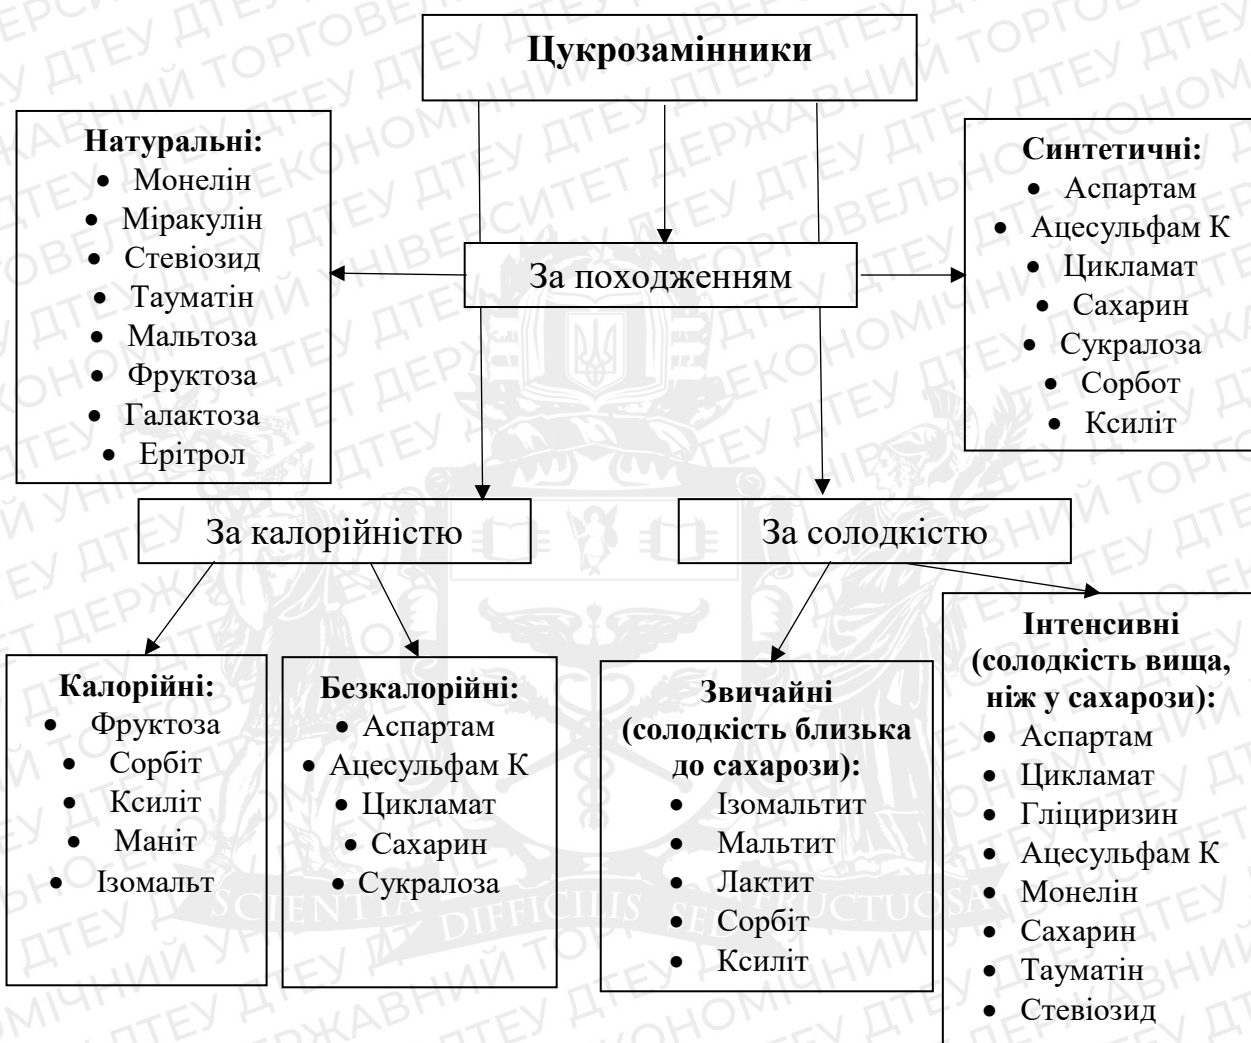 Цукрозамінники
Натуральні:
• Монелін
• Міракулін
• Стевіозид
• Тауматін
• Мальтоза
• Фруктоза
• Галактоза
• Ерітрол
За походженням
Синтетичні:
• Аспартам
• Ацесульфам К
• Цикламат
• Сахарин
• Сукралоза
• Сорбот
• Ксиліт
За калорійністю
За солодкістю
Калорійні:
• Фруктоза
• Сорбіт
• Ксиліт
• Маніт
• Ізомальт
Безкалорійні:
• Аспартам
• Ацесульфам К
• Цикламат
• Сахарин
• Сукралоза
Звичайні
(солодкість близька
до сахарози):
• Ізомальтит
• Мальтит
• Лактит
• Сорбіт
• Ксиліт
Інтенсивні
(солодкість вища,
ніж у сахарози):
• Аспартам
• Цикламат
• Гліциризин
• Ацесульфам К
• Монелін
• Сахарин
• Тауматін
• Стевіозид